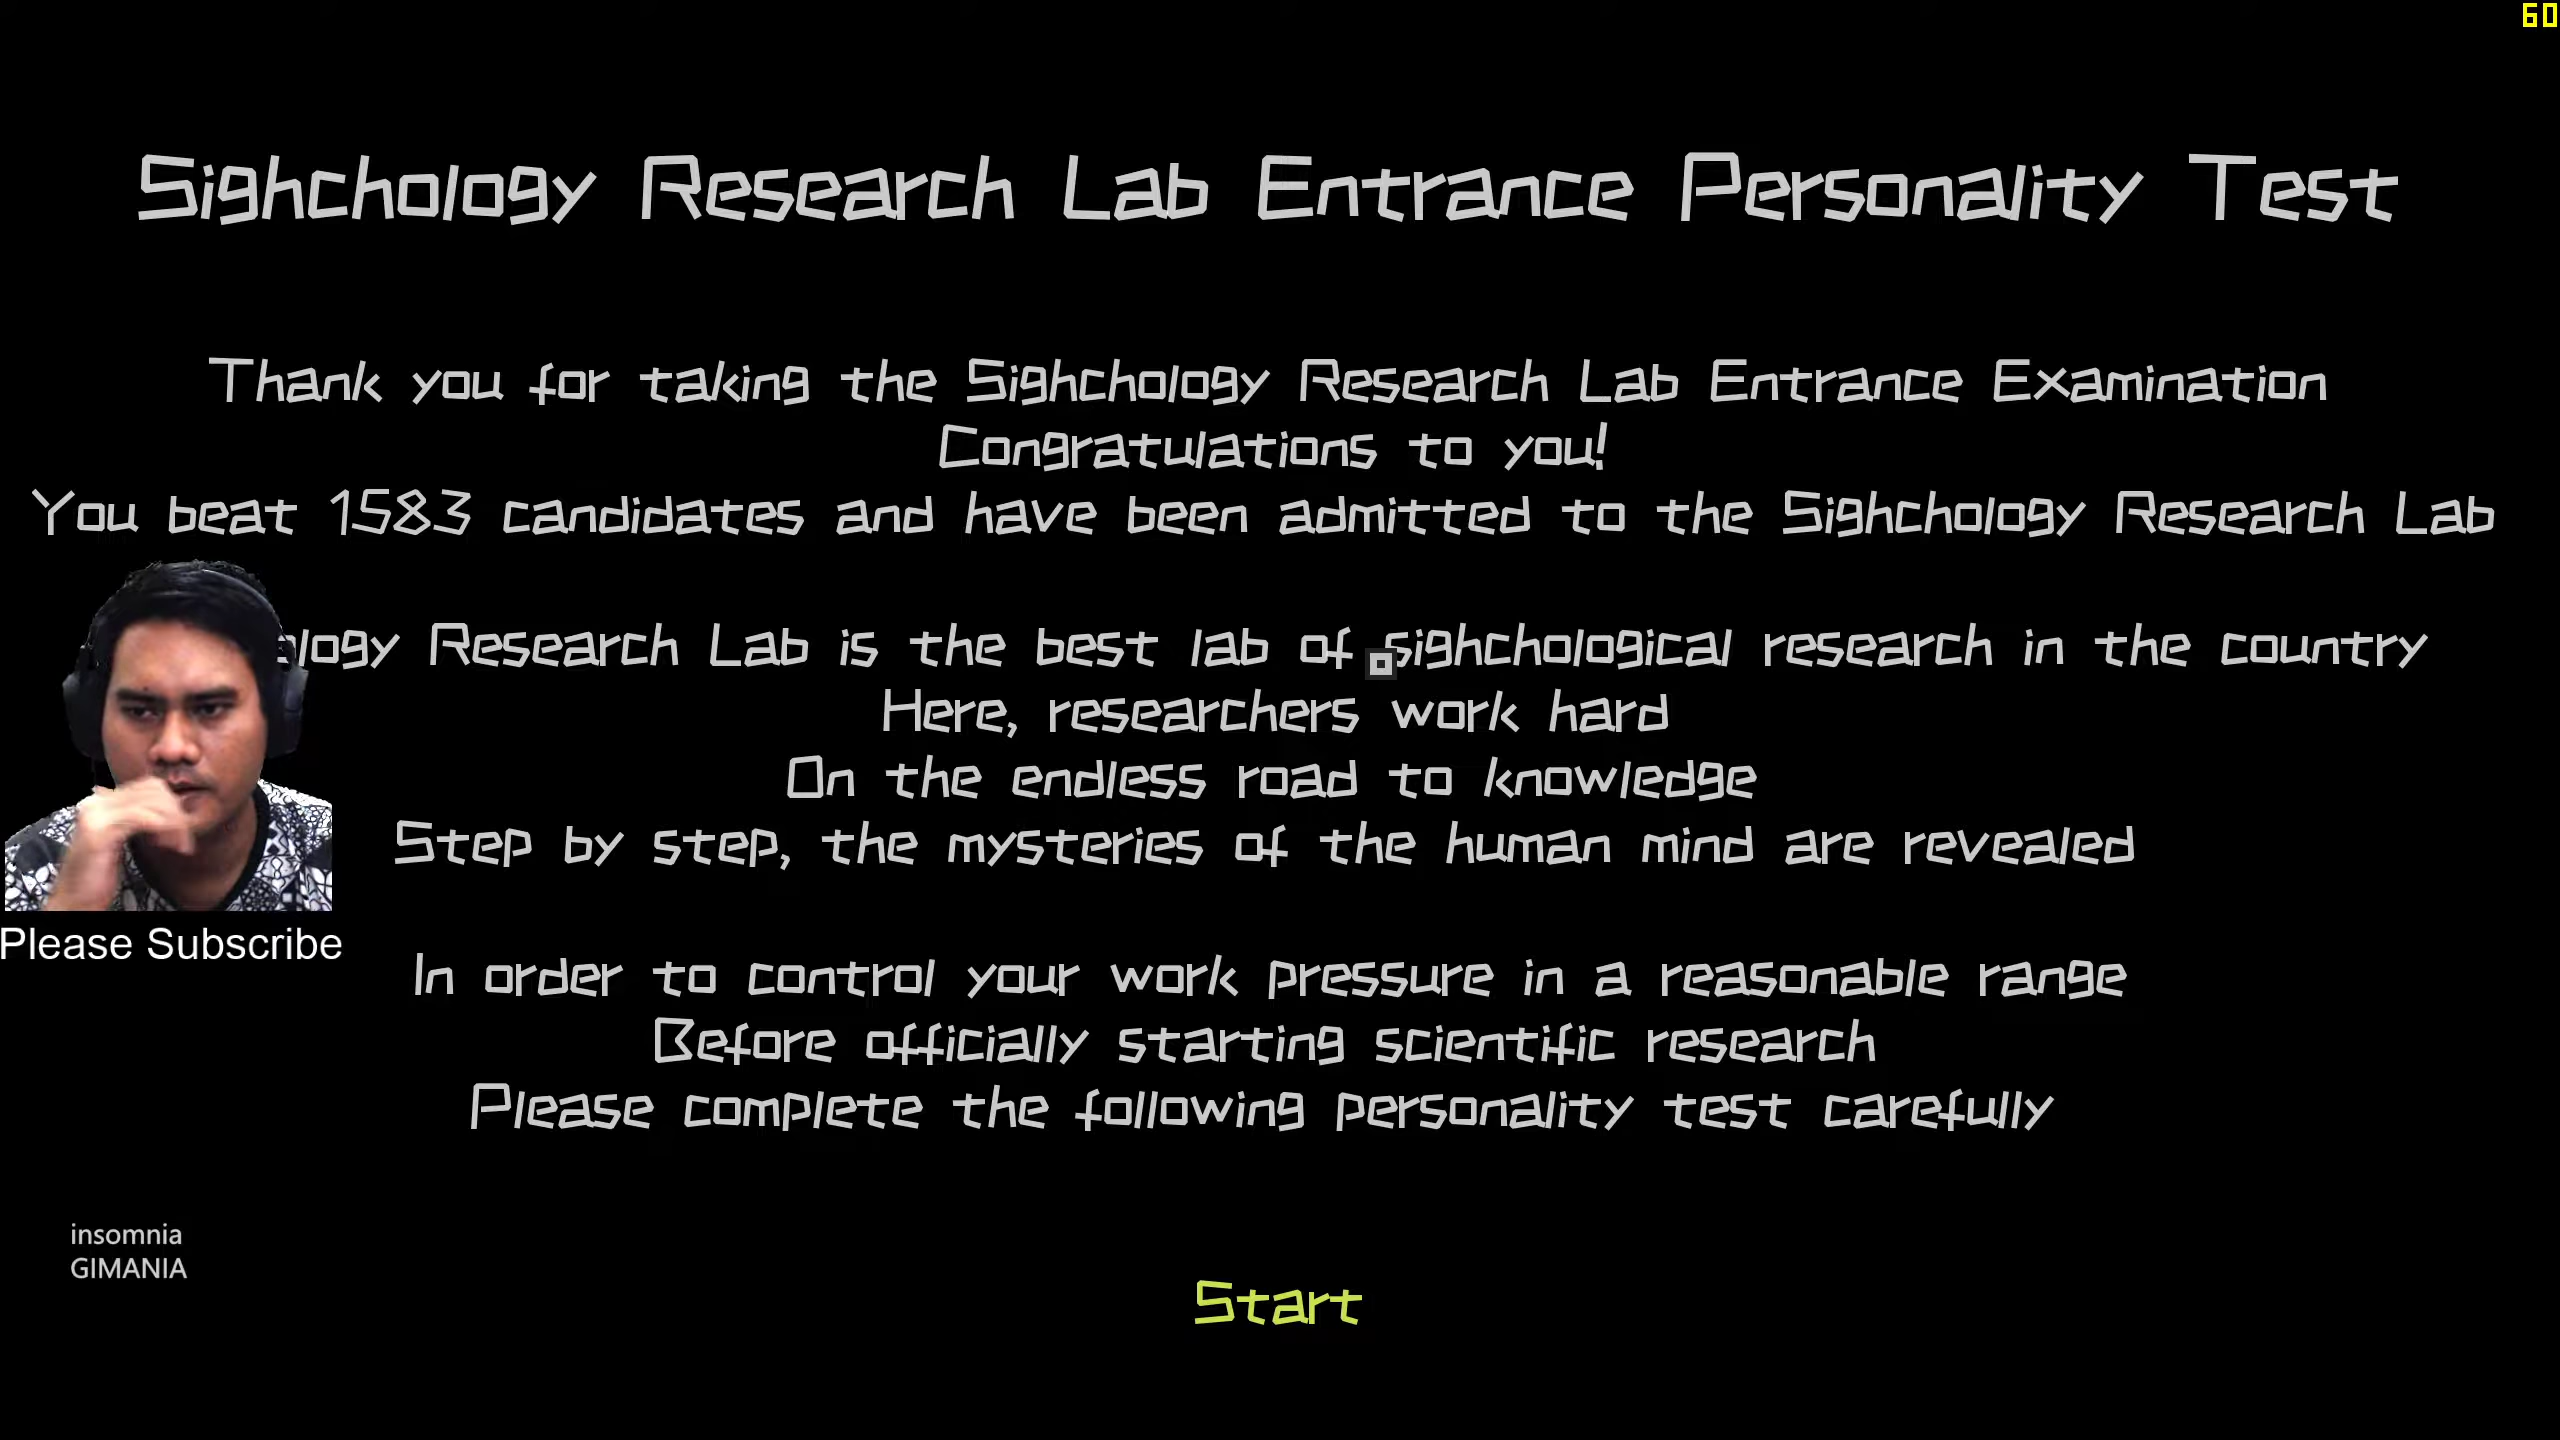 60
Sighchology Research Lab Entrance Personality Test
Thank you for taking the Sighchology Research Lab Entrance Examination
Congratulations to you!
You beat 1583 candidates and have been admitted to the Sighchology Research Lab
Research Lab is the best lab of sighchological research in the country
Here, researchers work hard
On the endless road to knowledge
Step by step, the mysteries of the human mind are revealed
Please Subscribe
In order to control your work pressure in a reasonable range
Before officially starting scientific research
Please complete the following personality test carefully
insomnia
GIMANIA
Start